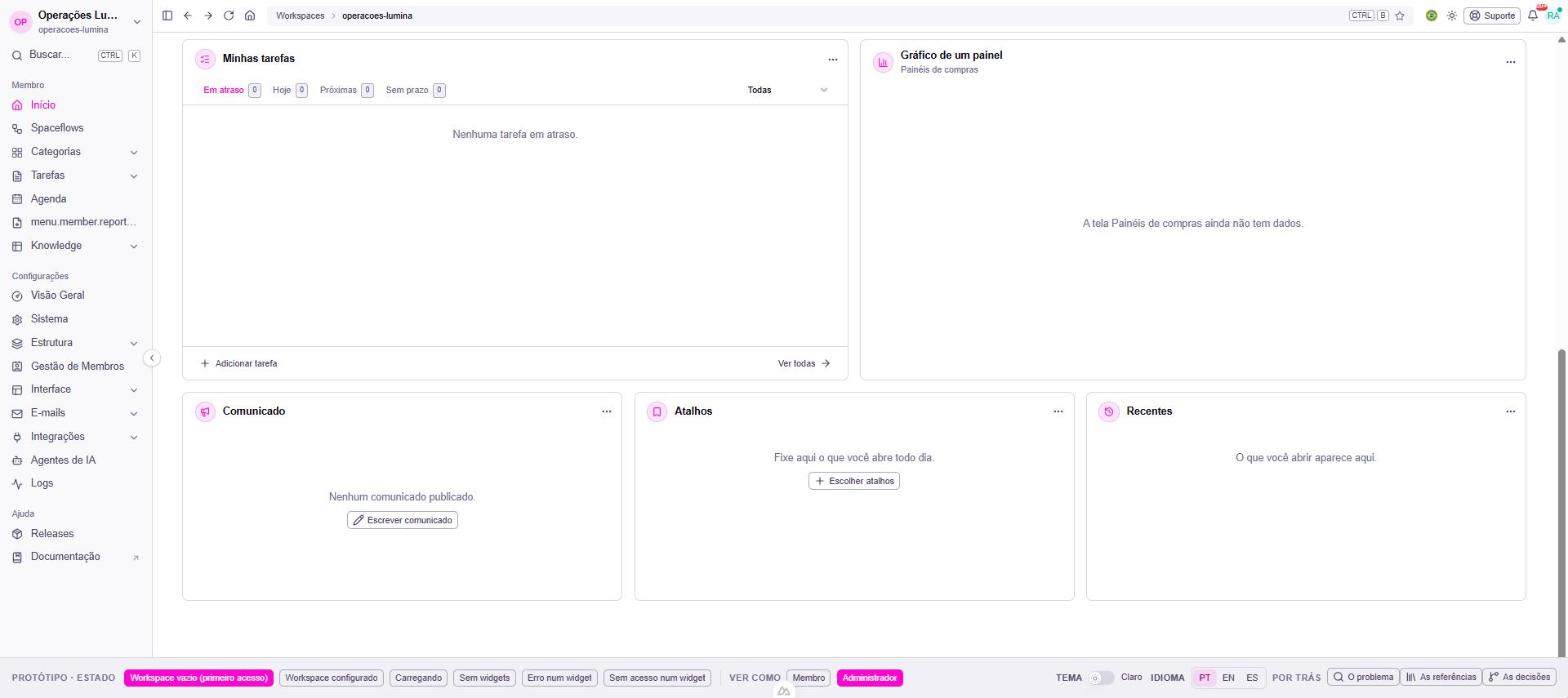 OP
Operações Lu...
operacoes-lumina
Buscar...
CTRL
K
Membro
Início
Spaceflows
Categorias
Tarefas
Agenda
menu.member.report...
Knowledge
Configurações
Visão Geral
Sistema
Estrutura
Gestão de Membros
Interface
E-mails
Integrações
Agentes de IA
Logs
Ajuda
Releases
Documentação
Workspaces
operacoes-lumina
CTRL
B
Suporte
RA
Minhas tarefas
Em atraso 0
Hoje 0
Próximas 0
Sem prazo 0
Todas
Nenhuma tarefa em atraso.
Adicionar tarefa
Ver todas
Gráfico de um painel
Painéis de compras
A tela Painéis de compras ainda não tem dados.
Comunicado
Nenhum comunicado publicado.
Escrever comunicado
Atalhos
Fixe aqui o que você abre todo dia.
Escolher atalhos
Recentes
O que você abrir aparece aqui.
PROTÓTIPO · ESTADO
Workspace vazio (primeiro acesso)
Workspace configurado
Carregando
Sem widgets
Erro num widget
Sem acesso num widget
VER COMO
Membro
Administrador
TEMA
Claro
IDIOMA
PT
EN
ES
POR TRÁS
O problema
As referências
As decisões